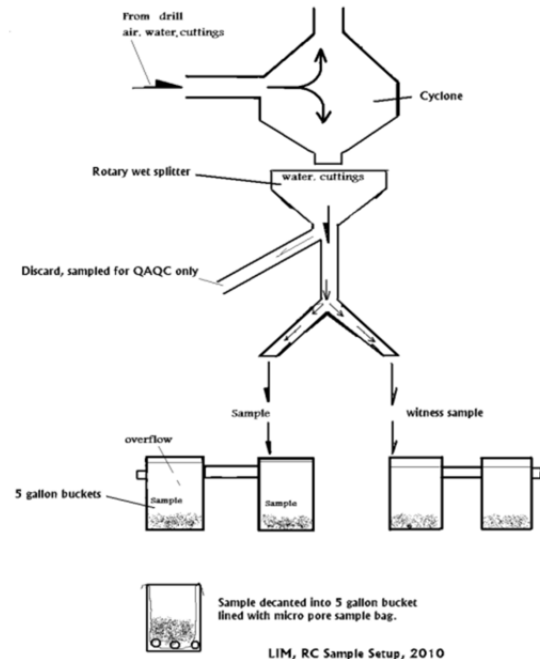 From drill
air, water, cuttings
Cyclone
Rotary wet splitter
water, cuttings
Discard, sampled for QAQC
only
Sample
witness sample
overflow
5 gallon buckets
Sample
Sample
Sample decanted into 5 gallon bucket
lined with micro pore sample bag.
LIM, RC Sample Setup, 2010